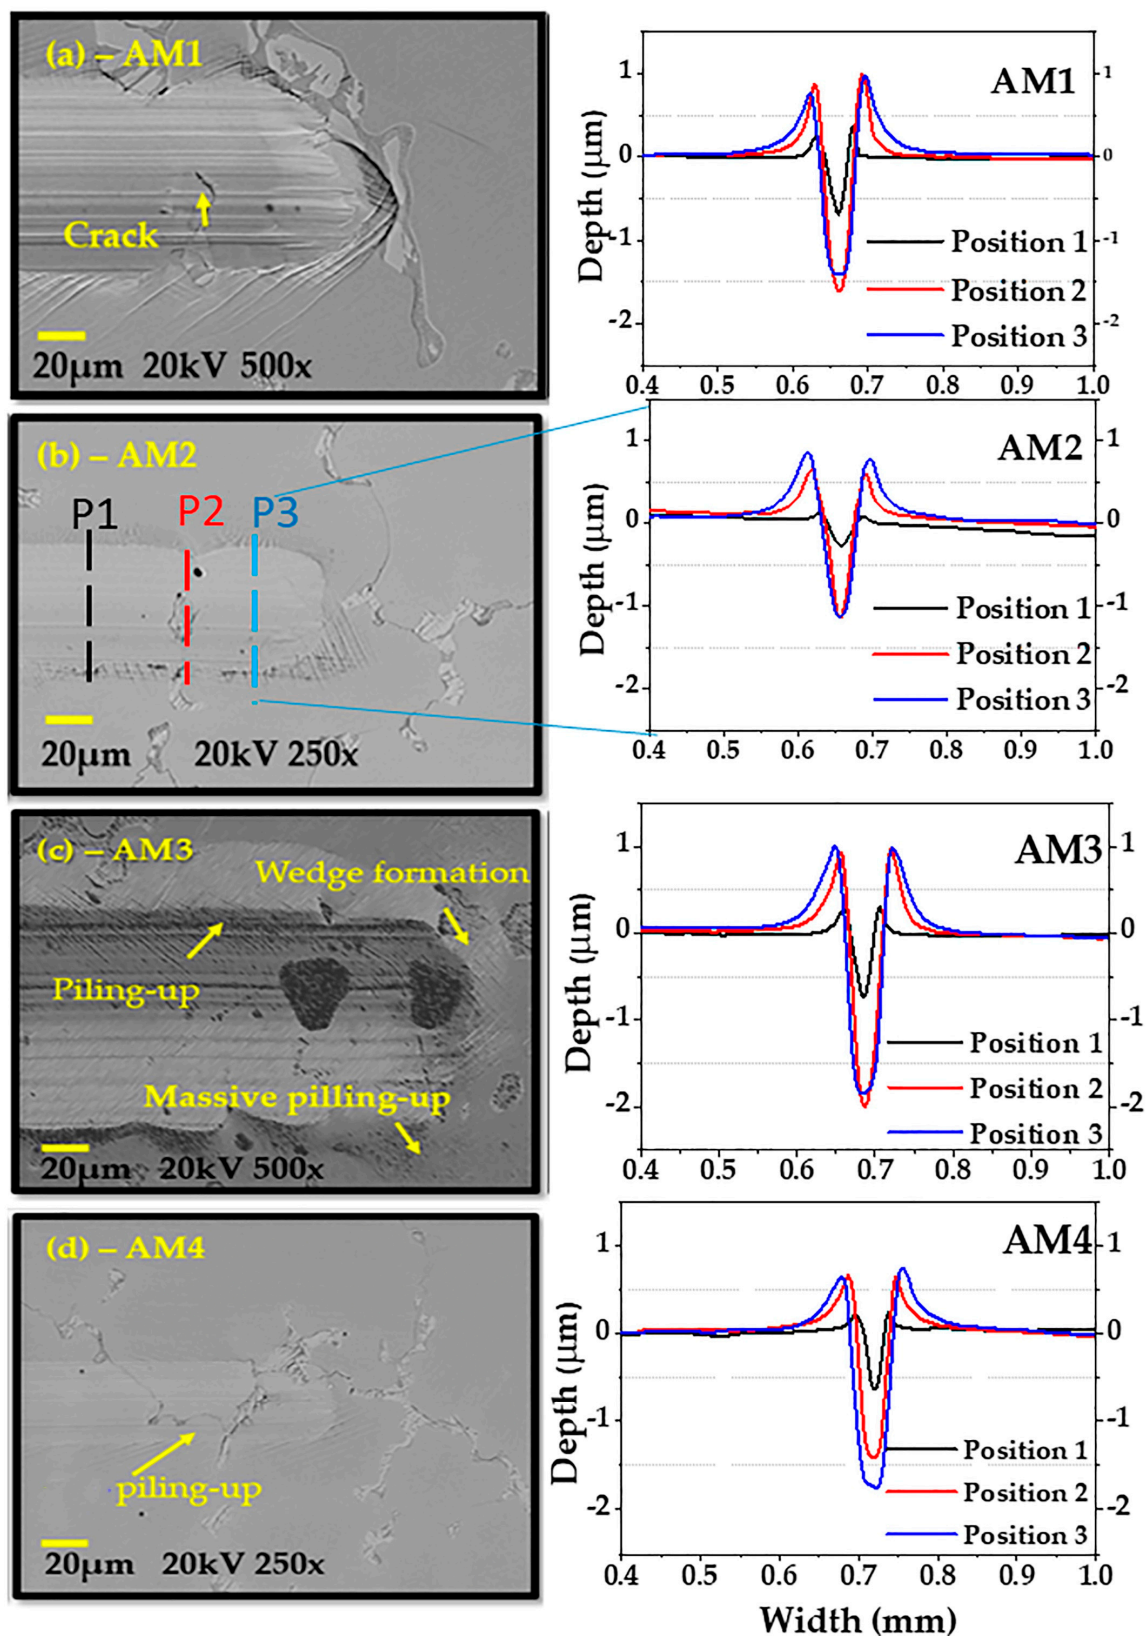 (a) – AM1
Crack
20μm 20kV 500x
AM1
Depth (μm)
1
0
-1
-2
1
0
-1
-2
Position 1
Position 2
Position 3
0.4 0.5 0.6 0.7 0.8 0.9 1.0
(b) – AM2
P1 P2 P3
20μm 20kV 250x
AM2
Depth (μm)
1
0
-1
-2
1
0
-1
-2
Position 1
Position 2
Position 3
0.4 0.5 0.6 0.7 0.8 0.9 1.0
(c) – AM3
Wedge formation
Piling-up
Massive pilling-up
20μm 20kV 500x
AM3
Depth (μm)
1
0
-1
-2
1
0
-1
-2
Position 1
Position 2
Position 3
0.4 0.5 0.6 0.7 0.8 0.9 1.0
(d) – AM4
piling-up
20μm 20kV 250x
AM4
Depth (μm)
1
0
-1
-2
1
0
-1
-2
Position 1
Position 2
Position 3
0.4 0.5 0.6 0.7 0.8 0.9 1.0
Width (mm)